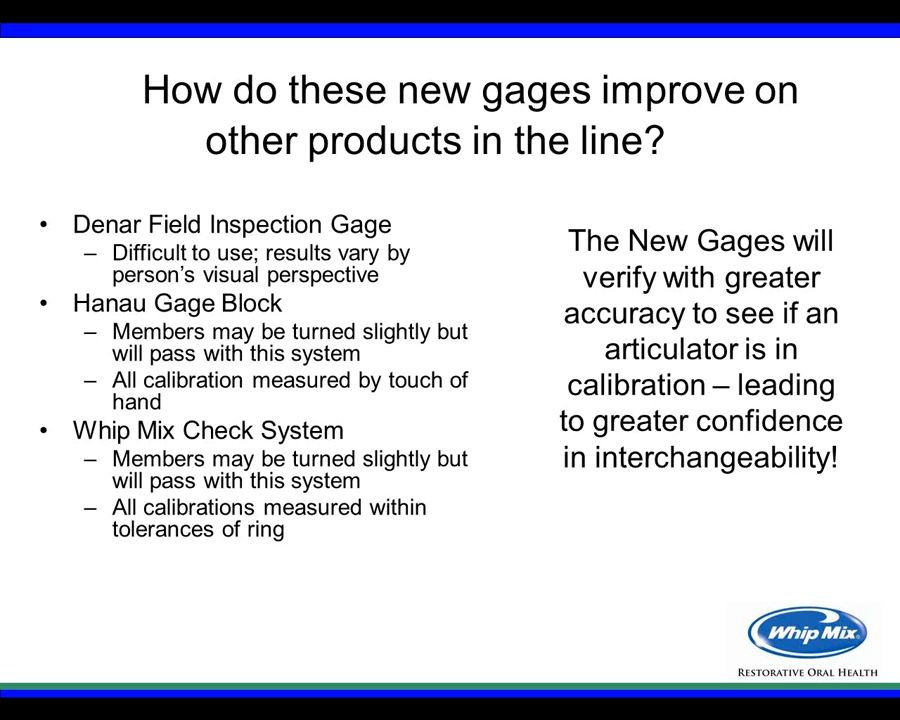 How do these new gages improve on
other products in the line?
• Denar Field Inspection Gage
– Difficult to use; results vary by
person's visual perspective
• Hanau Gage Block
– Members may be turned slightly but
will pass with this system
– All calibration measured by touch of
hand
• Whip Mix Check System
– Members may be turned slightly but
will pass with this system
– All calibrations measured within
tolerances of ring
The New Gages will
verify with greater
accuracy to see if an
articulator is in
calibration – leading
to greater confidence
in interchangeability!
Whip Mix®
RESTORATIVE ORAL HEALTH